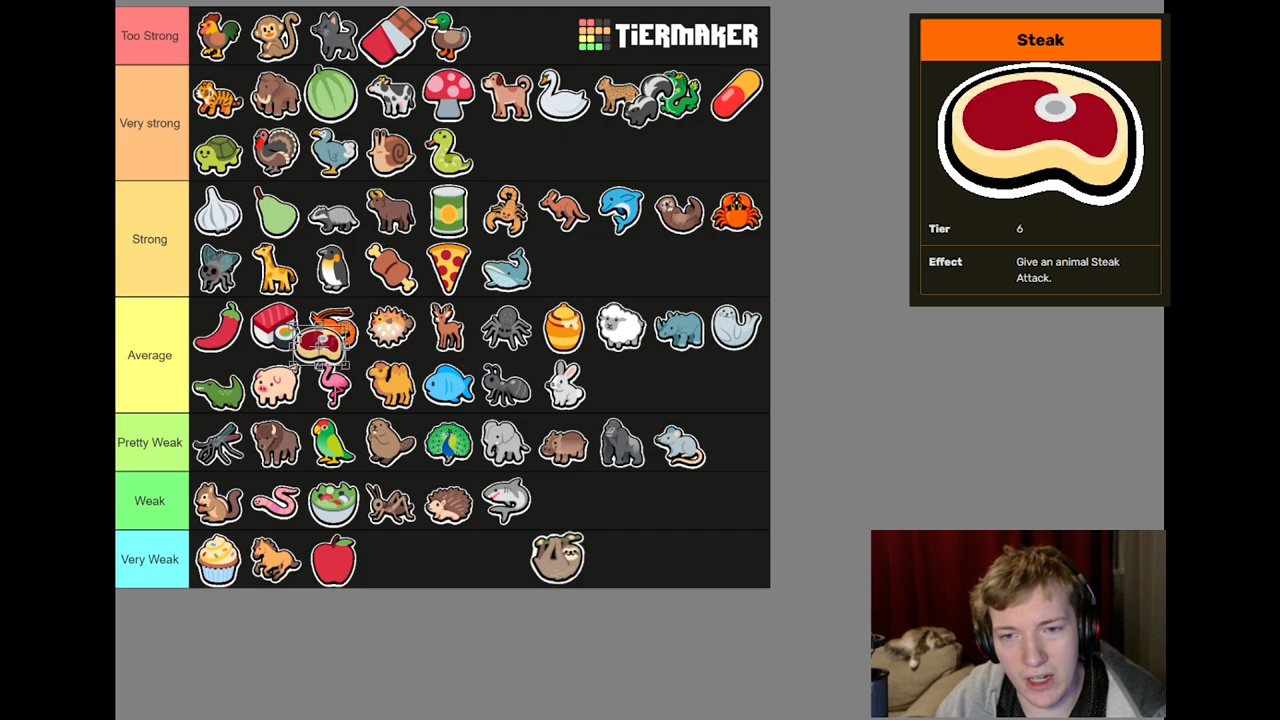 Too Strong
TiERMAKER
Very strong
Strong
Average
Pretty Weak
Weak
Very Weak
Steak
Tier 6
Effect Give an animal Steak
Attack.